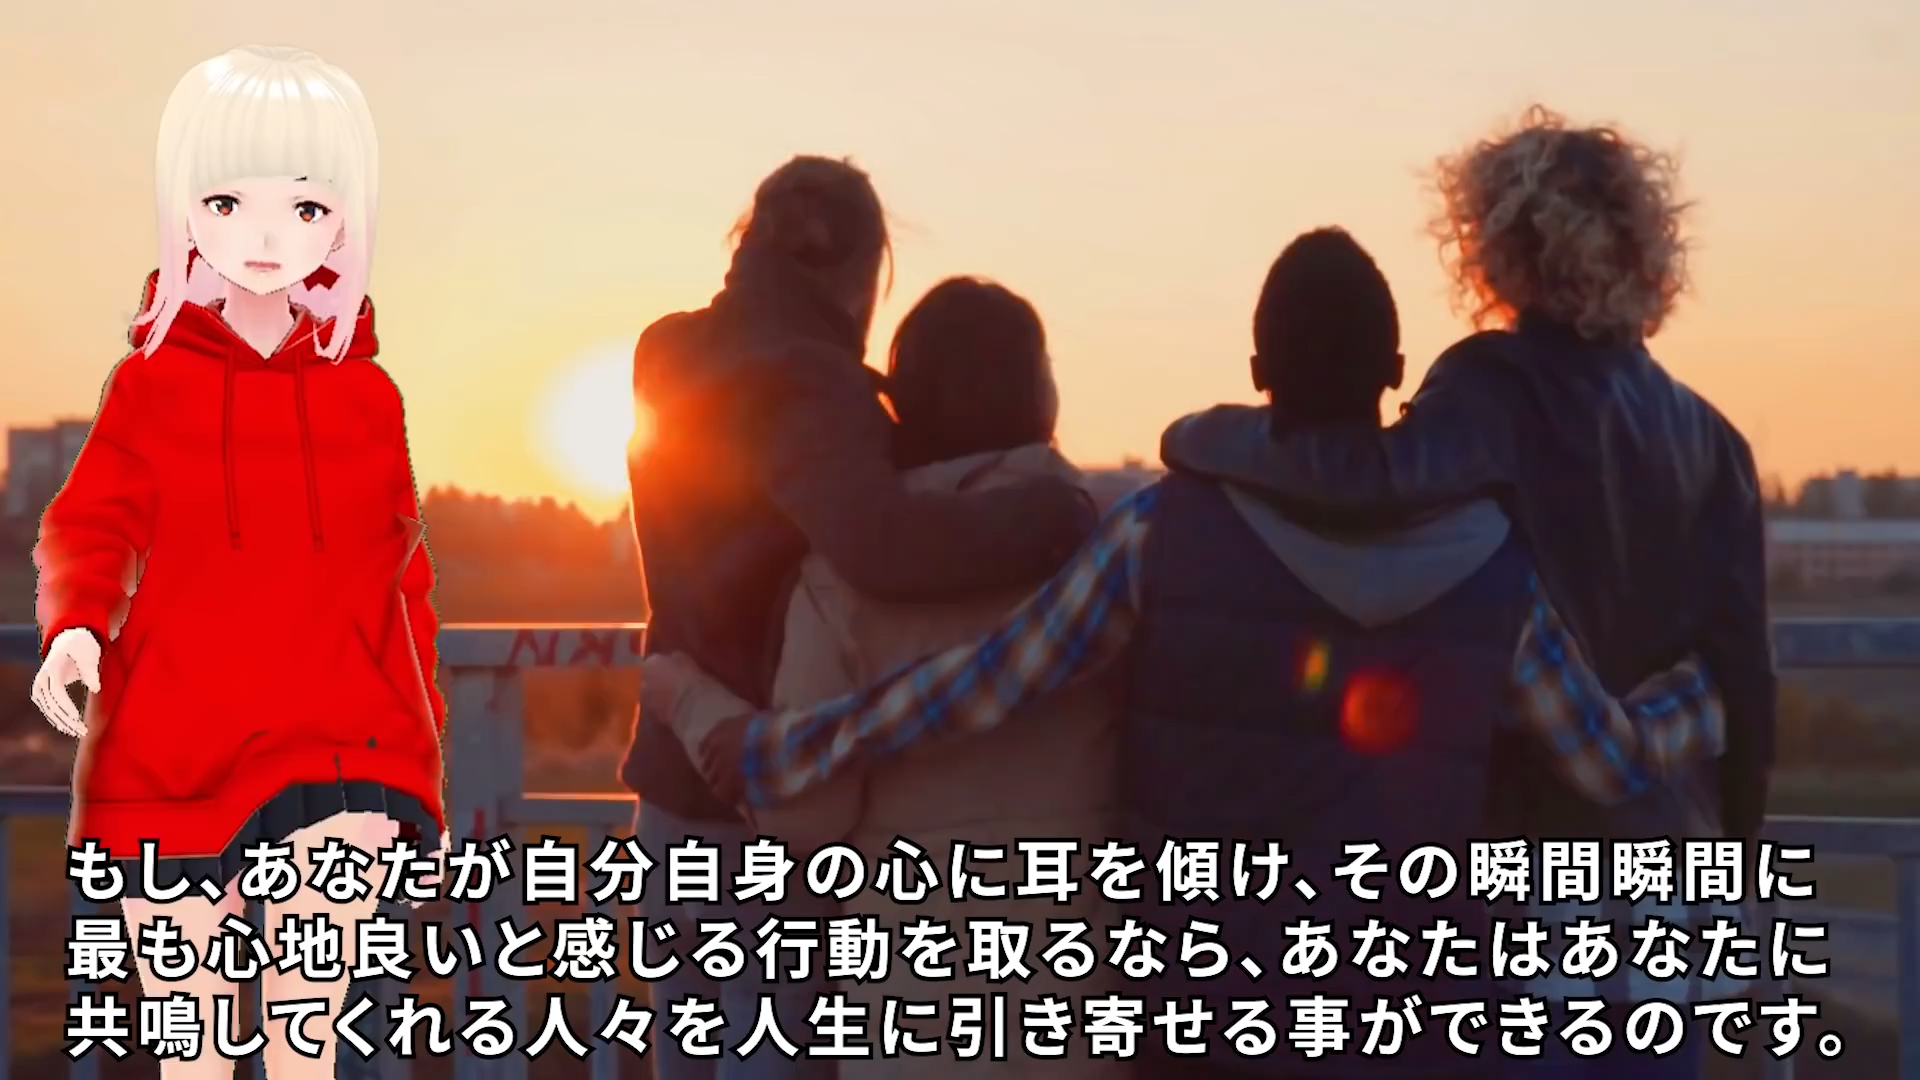 もし、あなたが自分自身の心に耳を傾け、その瞬間瞬間に
最も心地良いと感じる行動を取るなら、あなたはあなたに
共鳴してくれる人々を人生に引き寄せる事ができるのです。